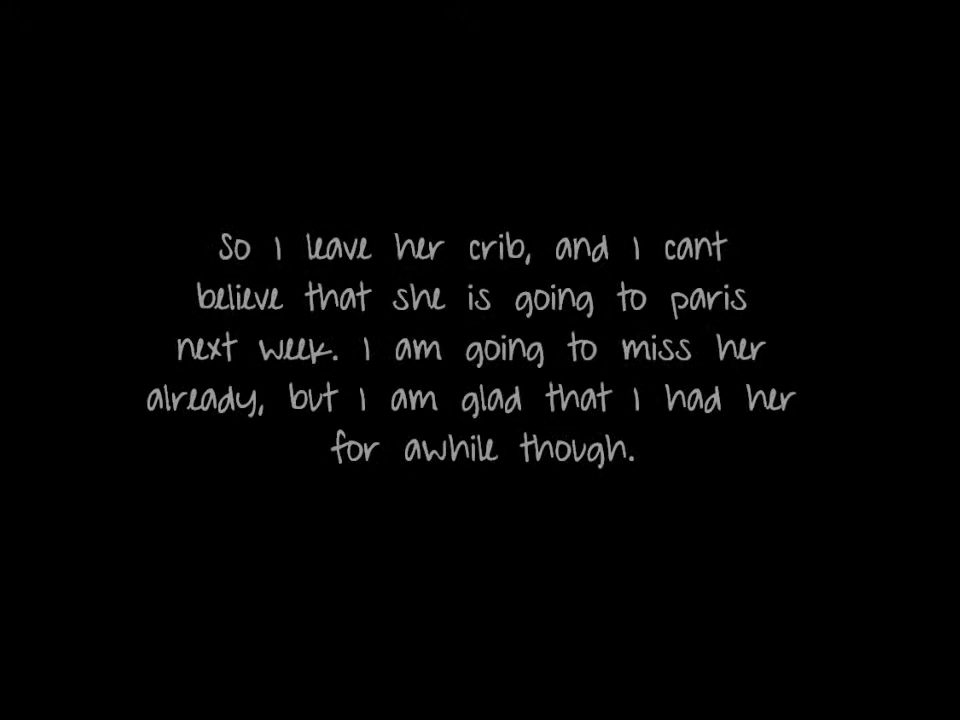 So I leave her crib, and I cant
believe that she is going to paris
next week. I am going to miss her
already, but I am glad that I had her
for awhile though.